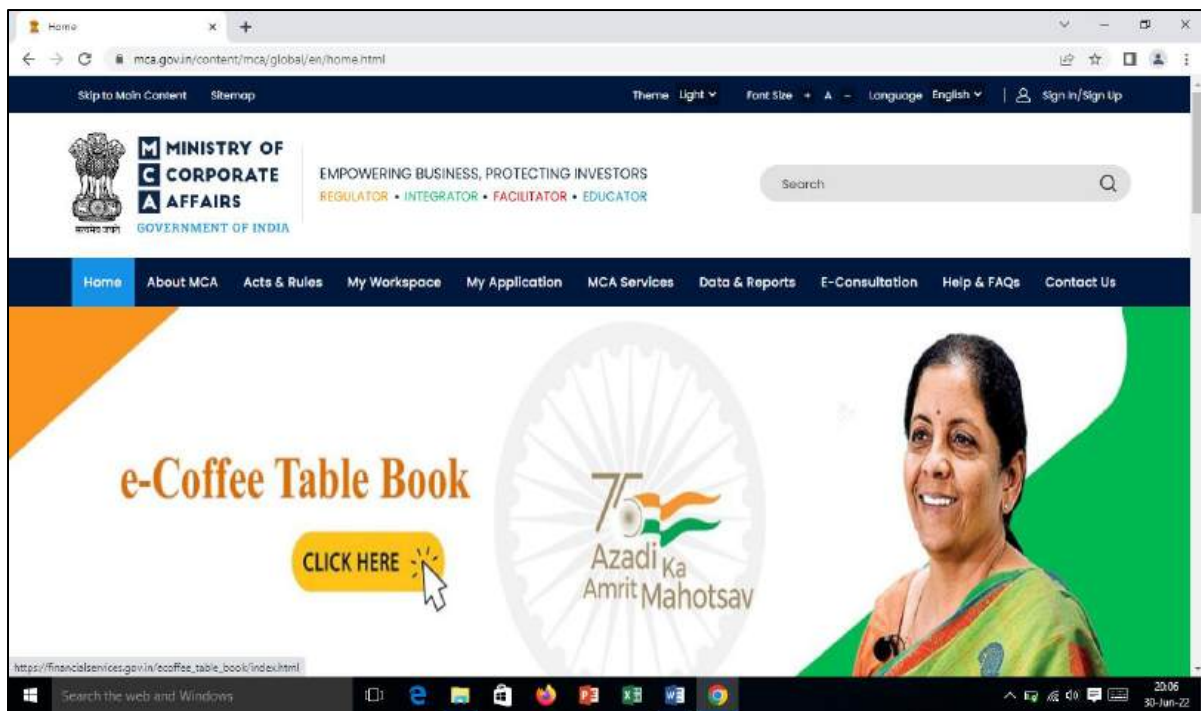 Home
mca.gov.in/content/mca/global/en/home.html
Skip to Main Content Sitemap Theme Light Font Size + A - Language English Sign In/Sign Up
M MINISTRY OF
C CORPORATE
A AFFAIRS
GOVERNMENT OF INDIA
सत्यमेव जयते
EMPOWERING BUSINESS, PROTECTING INVESTORS
REGULATOR • INTEGRATOR • FACILITATOR • EDUCATOR
Search
Home About MCA Acts & Rules My Workspace My Application MCA Services Data & Reports E-Consultation Help & FAQs Contact Us
e-Coffee Table Book
CLICK HERE
75
Azadi Ka
Amrit Mahotsav
https://financialservices.gov.in/ecoffee_table_book/index.html
Search the web and Windows
20:06
30-Jun-22